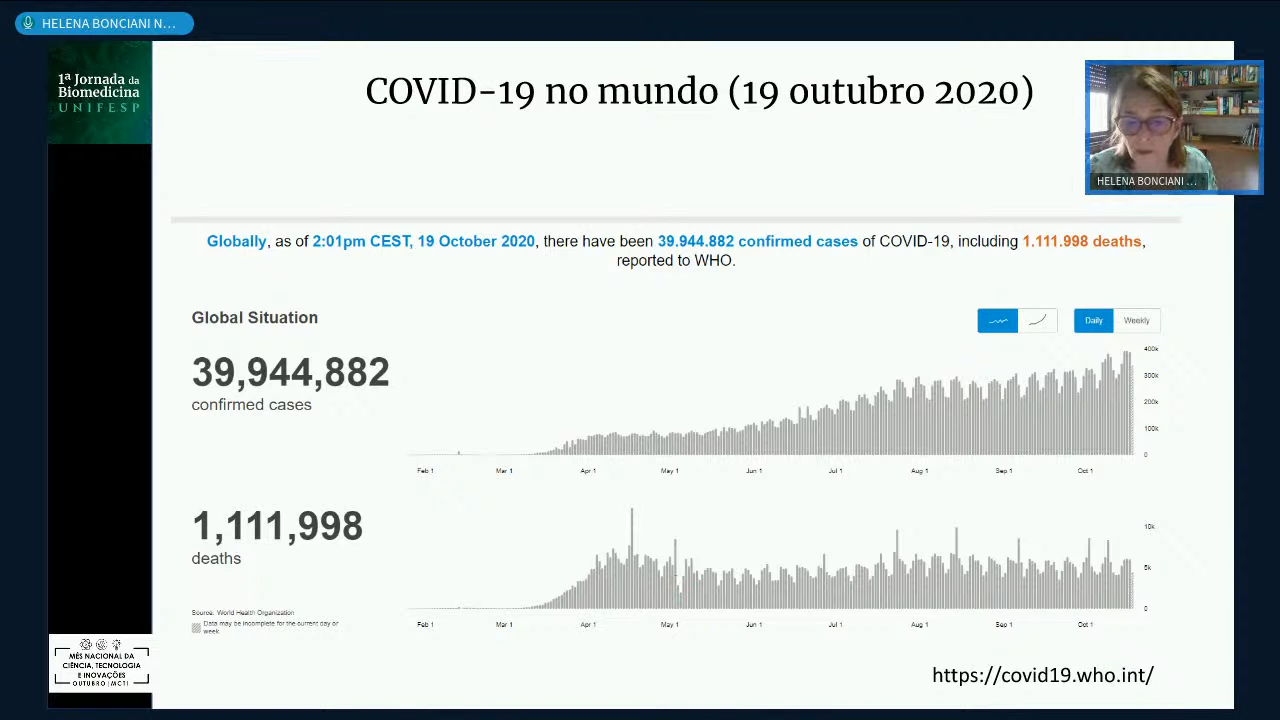 HELENA BONCIANI N...
1ª Jornada da
Biomedicina
UNIFESP
COVID-19 no mundo (19 outubro 2020)
HELENA BONCIANI ...
Globally, as of 2:01pm CEST, 19 October 2020, there have been 39.944.882 confirmed cases of COVID-19, including 1.111.998 deaths,
reported to WHO.
Global Situation
Daily
Weekly
39,944,882
confirmed cases
400k
300k
200k
100k
0
Feb 1
Mar 1
Apr 1
May 1
Jun 1
Jul 1
Aug 1
Sep 1
Oct 1
1,111,998
deaths
10k
5k
0
Source: World Health Organization
Data may be incomplete for the current day or
week.
Feb 1
Mar 1
Apr 1
May 1
Jun 1
Jul 1
Aug 1
Sep 1
Oct 1
MÊS NACIONAL DA
CIÊNCIA, TECNOLOGIA
E INOVAÇÕES
OUTUBRO | MCTI
https://covid19.who.int/